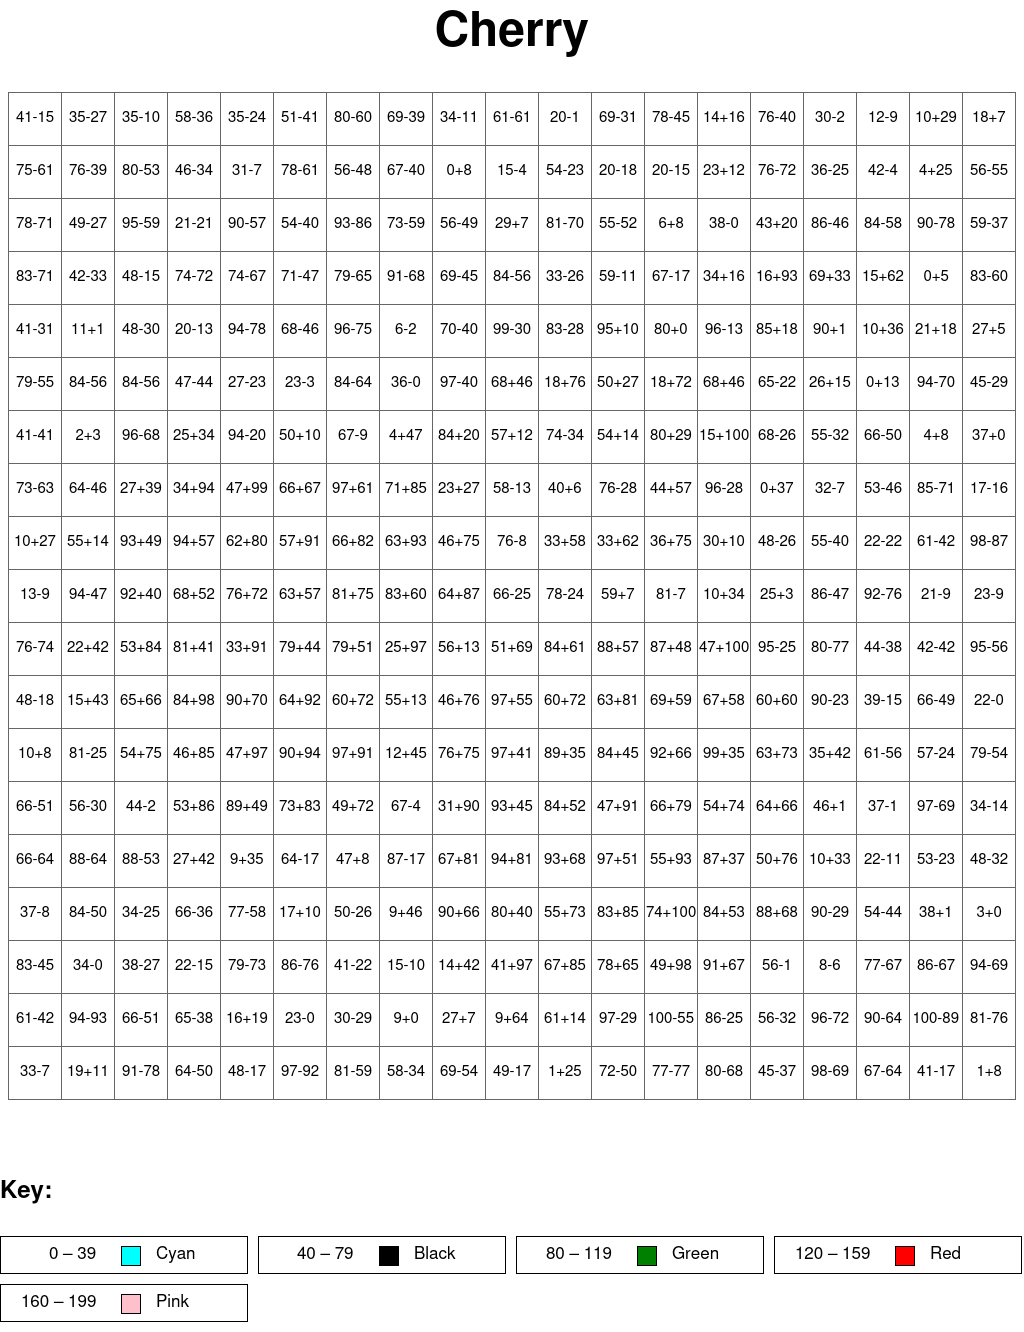 Cherry
41-15 35-27 35-10 58-36 35-24 51-41 80-60 69-39 34-11 61-61 20-1 69-31 78-45 14+16 76-40 30-2 12-9 10+29 18+7
75-61 76-39 80-53 46-34 31-7 78-61 56-48 67-40 0+8 15-4 54-23 20-18 20-15 23+12 76-72 36-25 42-4 4+25 56-55
78-71 49-27 95-59 21-21 90-57 54-40 93-86 73-59 56-49 29+7 81-70 55-52 6+8 38-0 43+20 86-46 84-58 90-78 59-37
83-71 42-33 48-15 74-72 74-67 71-47 79-65 91-68 69-45 84-56 33-26 59-11 67-17 34+16 16+93 69+33 15+62 0+5 83-60
41-31 11+1 48-30 20-13 94-78 68-46 96-75 6-2 70-40 99-30 83-28 95+10 80+0 96-13 85+18 90+1 10+36 21+18 27+5
79-55 84-56 84-56 47-44 27-23 23-3 84-64 36-0 97-40 68+46 18+76 50+27 18+72 68+46 65-22 26+15 0+13 94-70 45-29
41-41 2+3 96-68 25+34 94-20 50+10 67-9 4+47 84+20 57+12 74-34 54+14 80+29 15+100 68-26 55-32 66-50 4+8 37+0
73-63 64-46 27+39 34+94 47+99 66+67 97+61 71+85 23+27 58-13 40+6 76-28 44+57 96-28 0+37 32-7 53-46 85-71 17-16
10+27 55+14 93+49 94+57 62+80 57+91 66+82 63+93 46+75 76-8 33+58 33+62 36+75 30+10 48-26 55-40 22-22 61-42 98-87
13-9 94-47 92+40 68+52 76+72 63+57 81+75 83+60 64+87 66-25 78-24 59+7 81-7 10+34 25+3 86-47 92-76 21-9 23-9
76-74 22+42 53+84 81+41 33+91 79+44 79+51 25+97 56+13 51+69 84+61 88+57 87+48 47+100 95-25 80-77 44-38 42-42 95-56
48-18 15+43 65+66 84+98 90+70 64+92 60+72 55+13 46+76 97+55 60+72 63+81 69+59 67+58 60+60 90-23 39-15 66-49 22-0
10+8 81-25 54+75 46+85 47+97 90+94 97+91 12+45 76+75 97+41 89+35 84+45 92+66 99+35 63+73 35+42 61-56 57-24 79-54
66-51 56-30 44-2 53+86 89+49 73+83 49+72 67-4 31+90 93+45 84+52 47+91 66+79 54+74 64+66 46+1 37-1 97-69 34-14
66-64 88-64 88-53 27+42 9+35 64-17 47+8 87-17 67+81 94+81 93+68 97+51 55+93 87+37 50+76 10+33 22-11 53-23 48-32
37-8 84-50 34-25 66-36 77-58 17+10 50-26 9+46 90+66 80+40 55+73 83+85 74+100 84+53 88+68 90-29 54-44 38+1 3+0
83-45 34-0 38-27 22-15 79-73 86-76 41-22 15-10 14+42 41+97 67+85 78+65 49+98 91+67 56-1 8-6 77-67 86-67 94-69
61-42 94-93 66-51 65-38 16+19 23-0 30-29 9+0 27+7 9+64 61+14 97-29 100-55 86-25 56-32 96-72 90-64 100-89 81-76
33-7 19+11 91-78 64-50 48-17 97-92 81-59 58-34 69-54 49-17 1+25 72-50 77-77 80-68 45-37 98-69 67-64 41-17 1+8
Key:
0 – 39 Cyan 40 – 79 Black 80 – 119 Green 120 – 159 Red
160 – 199 Pink